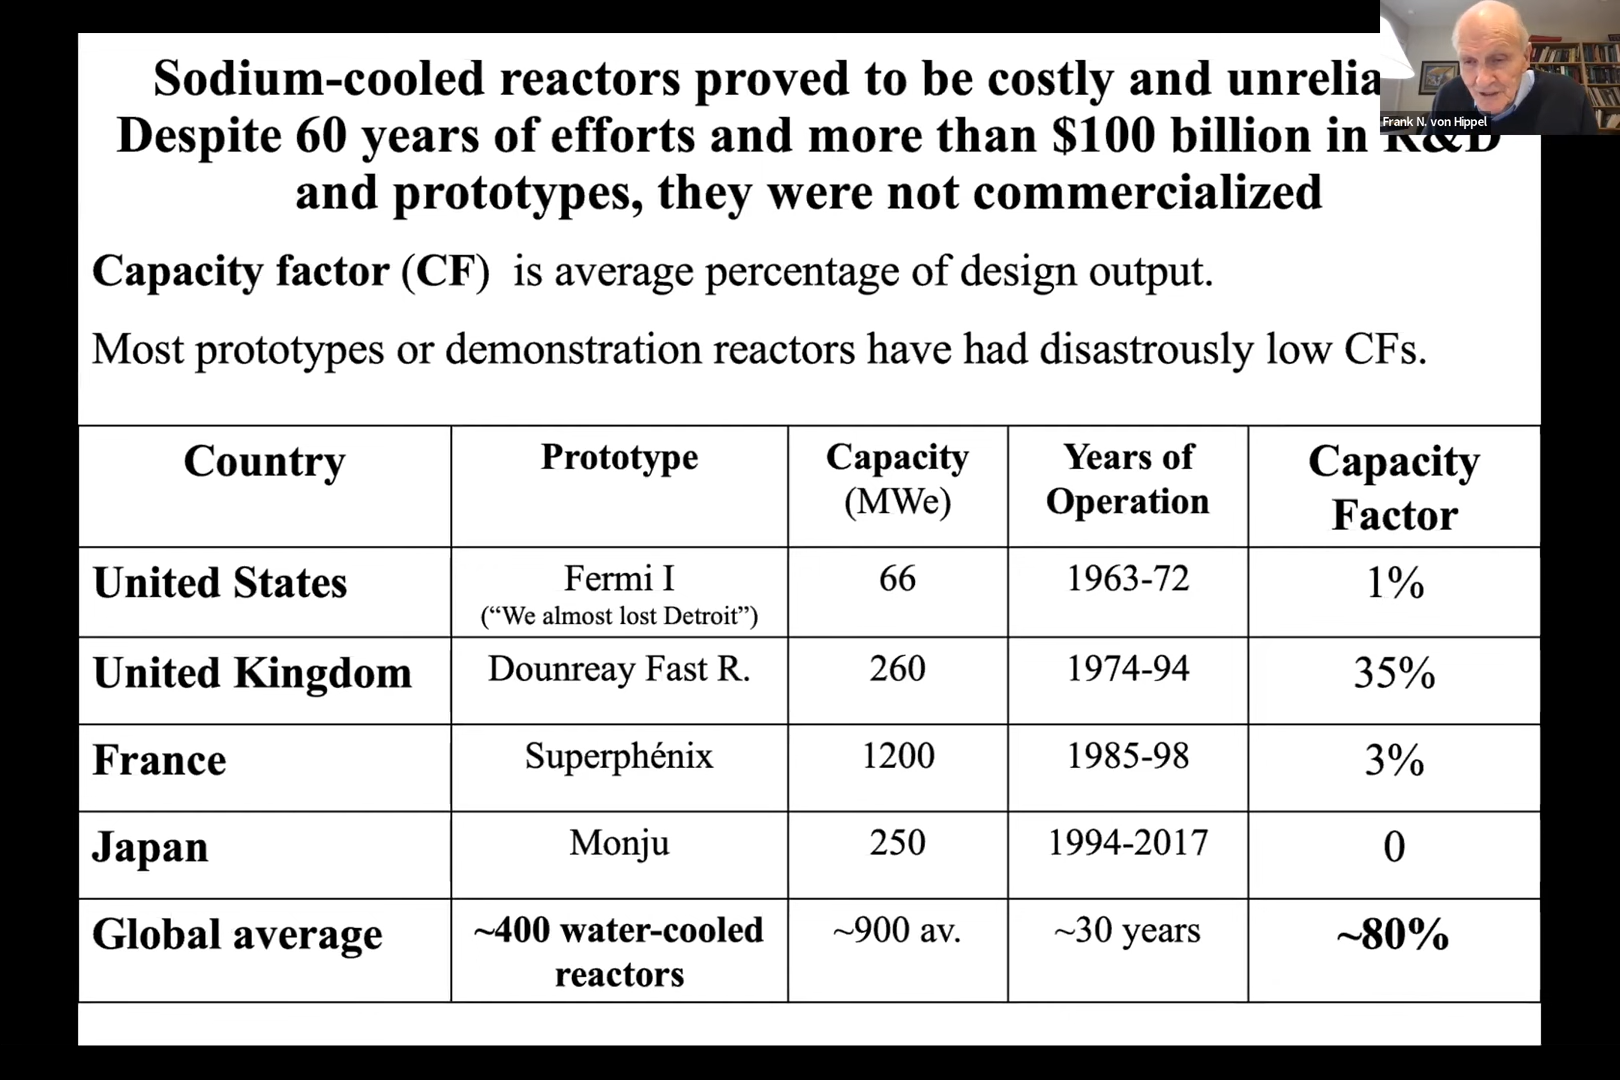 Sodium-cooled reactors proved to be costly and unrelia
Despite 60 years of efforts and more than $100 billion in R&D
and prototypes, they were not commercialized
Frank N. von Hippel
Capacity factor (CF) is average percentage of design output.
Most prototypes or demonstration reactors have had disastrously low CFs.
Country Prototype Capacity (MWe) Years of Operation Capacity Factor
United States Fermi I ("We almost lost Detroit") 66 1963-72 1%
United Kingdom Dounreay Fast R. 260 1974-94 35%
France Superphénix 1200 1985-98 3%
Japan Monju 250 1994-2017 0
Global average ~400 water-cooled reactors ~900 av. ~30 years ~80%